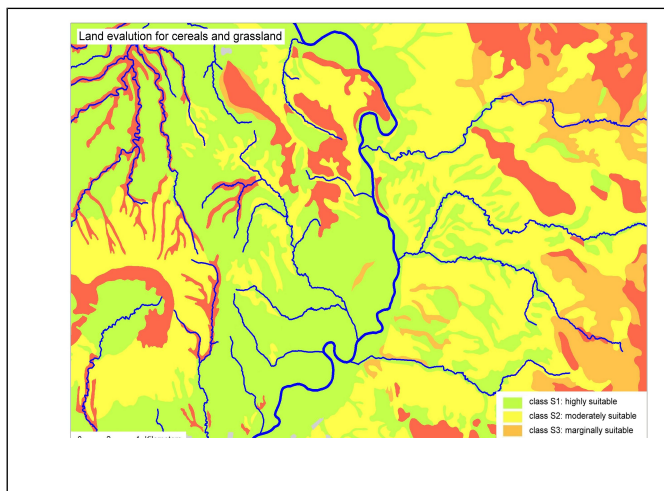 Land evalution for cereals and grassland
class S1: highly suitable
class S2: moderately suitable
class S3: marginally suitable